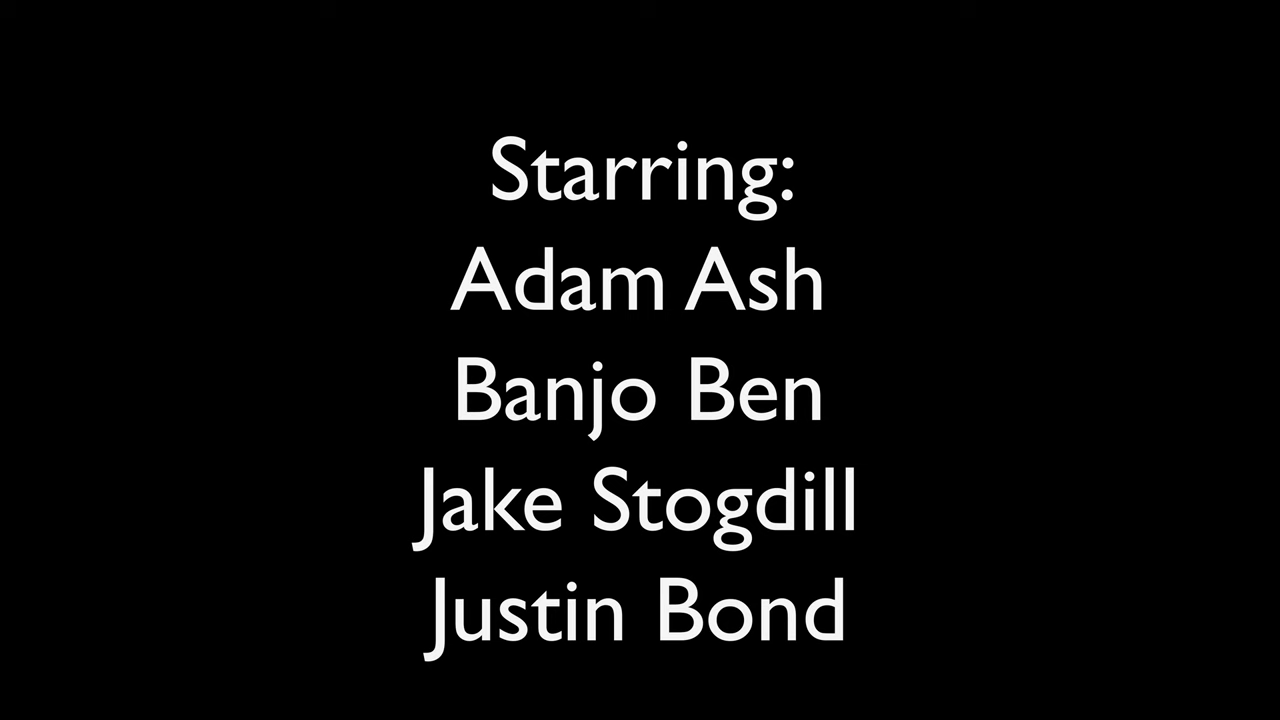 Starring:
Adam Ash
Banjo Ben
Jake Stogdill
Justin Bond